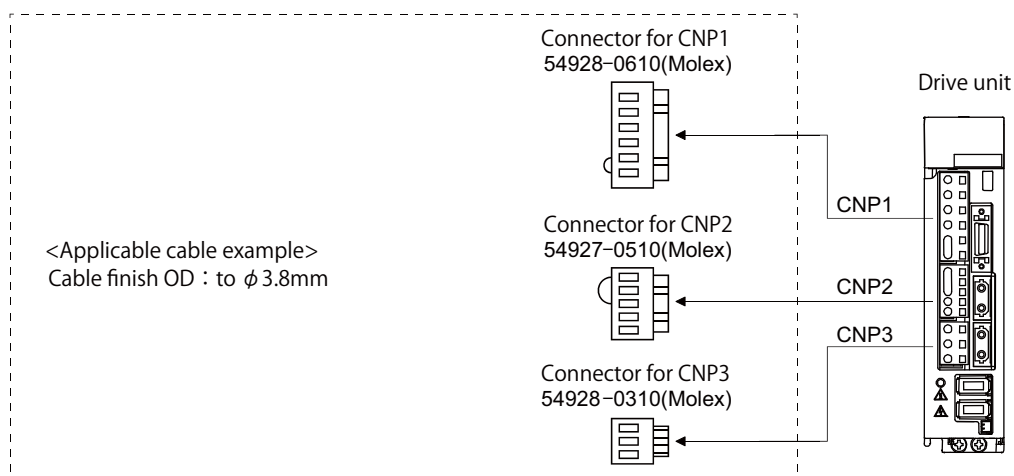 Connector for CNP1
54928-0610(Molex)
Drive unit
CNP1
Connector for CNP2
54927-0510(Molex)
<Applicable cable example>
Cable finish OD：to φ3.8mm
CNP2
CNP3
Connector for CNP3
54928-0310(Molex)